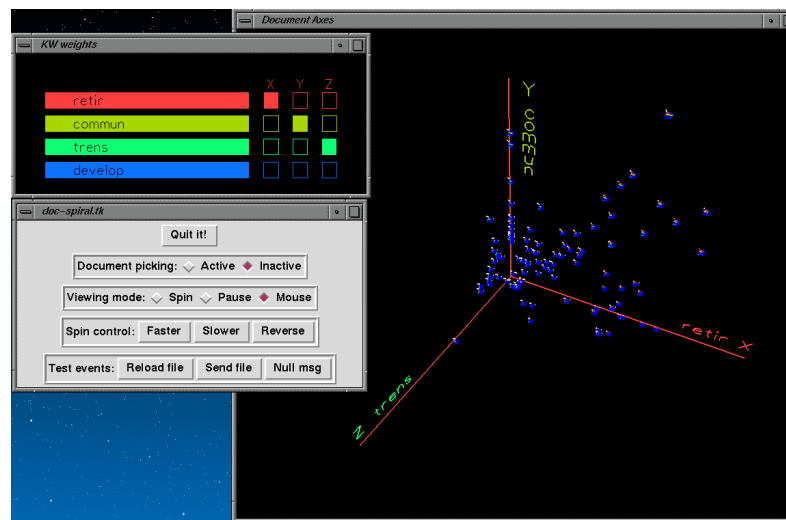 Document Axes
KW weights
X Y Z
retir
commun
trens
develop
doc-spiral.tk
Quit it!
Document picking: Active Inactive
Viewing mode: Spin Pause Mouse
Spin control: Faster Slower Reverse
Test events: Reload file Send file Null msg
Y commun
retir X
Z trens